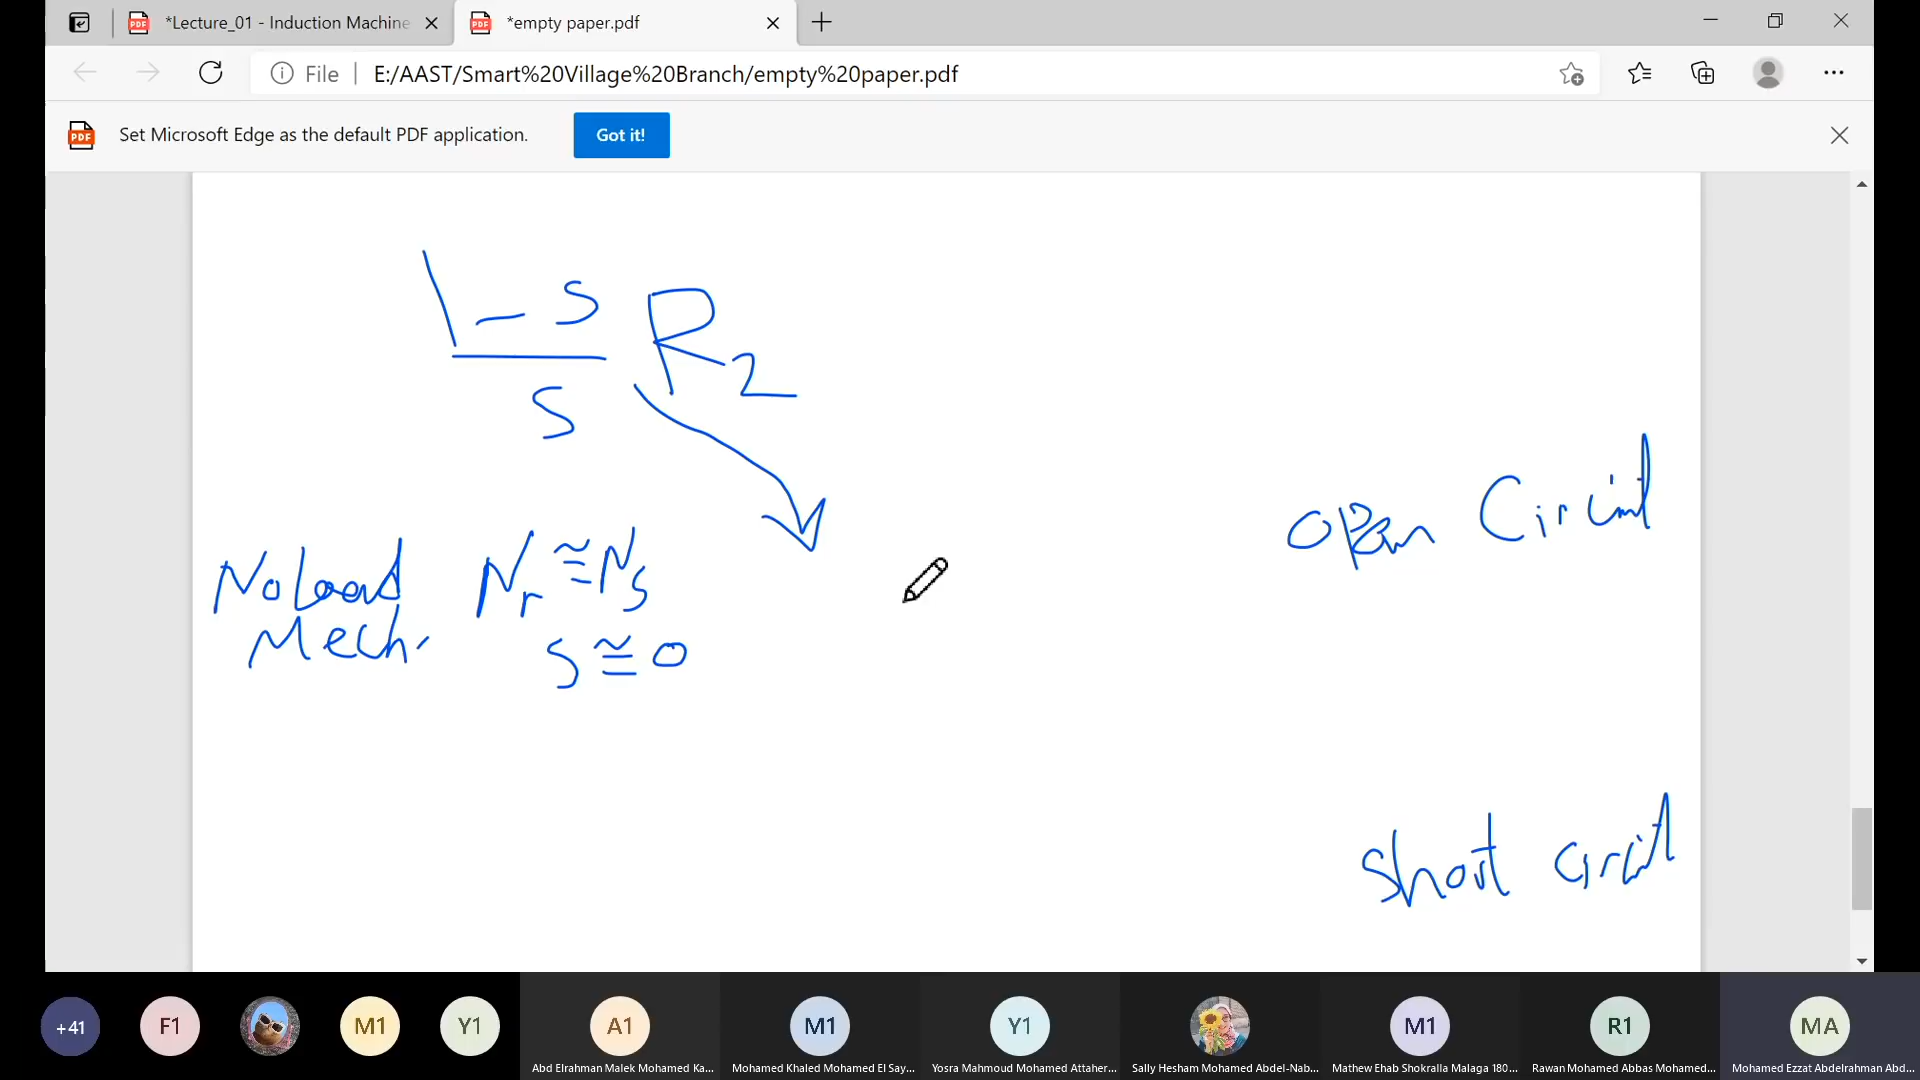 *Lecture_01 - Induction Machine
*empty paper.pdf
File | E:/AAST/Smart%20Village%20Branch/empty%20paper.pdf
PDF Set Microsoft Edge as the default PDF application. Got it!
1-s
R2
s
Open Circuit
No Load Nr ≅ Ns
Mech. s ≅ 0
Short circuit
+41 F1 M1 Y1 A1 M1 Y1 M1 R1 MA
Abd Elrahman Malek Mohamed Ka... Mohamed Khaled Mohamed El Say... Yosra Mahmoud Mohamed Attaher... Sally Hesham Mohamed Abdel-Nab... Mathew Ehab Shokralla Malaga 180... Rawan Mohamed Abbas Mohamed... Mohamed Ezzat Abdelrahman Abd...